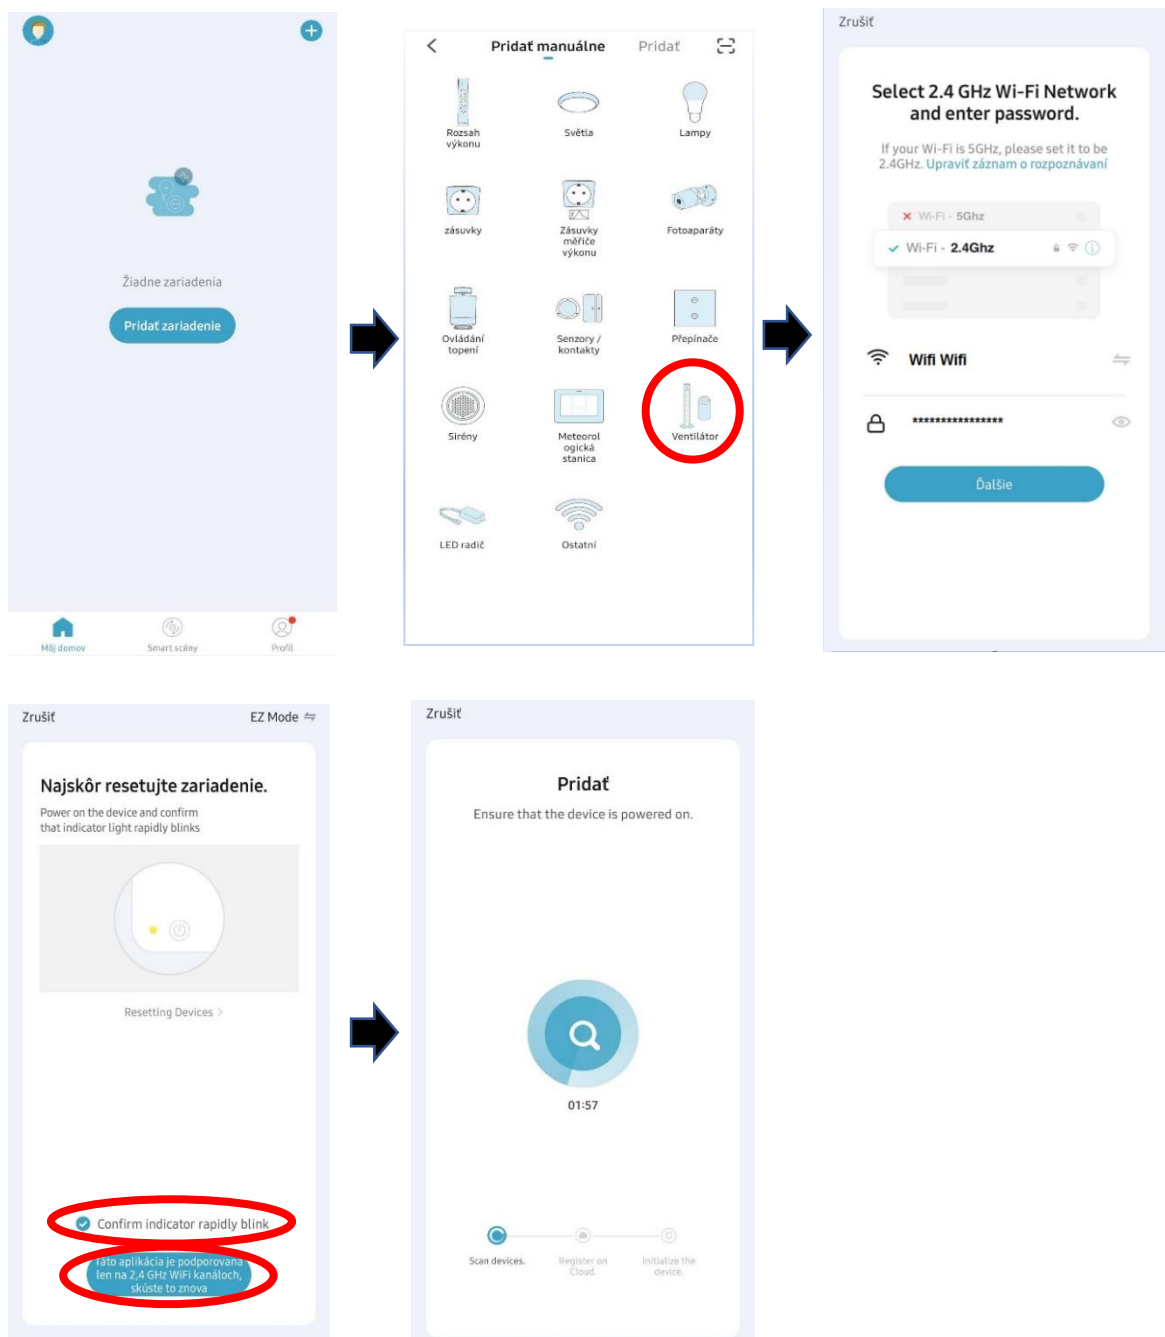 Žiadne zariadenia
Pridať zariadenie
Môj domov
Smart scény
Profil
Pridať manuálne
Pridať
Rozsah
výkonu
Světla
Lampy
zásuvky
Zásuvky
měřiče
výkonu
Fotoaparáty
Ovládání
topení
Senzory /
kontakty
Přepínače
Sirény
Meteorol
ogická
stanica
Ventilátor
LED radič
Ostatní
Zrušiť
Select 2.4 GHz Wi-Fi Network
and enter password.
If your Wi-Fi is 5GHz, please set it to be
2.4GHz. Upraviť záznam o rozpoznávaní
Wi-Fi - 5Ghz
Wi-Fi - 2.4Ghz
Wifi Wifi
****************
Ďalšie
Zrušiť
EZ Mode
Najskôr resetujte zariadenie.
Power on the device and confirm
that indicator light rapidly blinks
Resetting Devices >
Confirm indicator rapidly blink
Táto aplikácia je podporovaná
len na 2,4 GHz WiFi kanáloch,
skúste to znova
Zrušiť
Pridať
Ensure that the device is powered on.
01:57
Scan devices.
Register on
Cloud.
Initialize the
device.